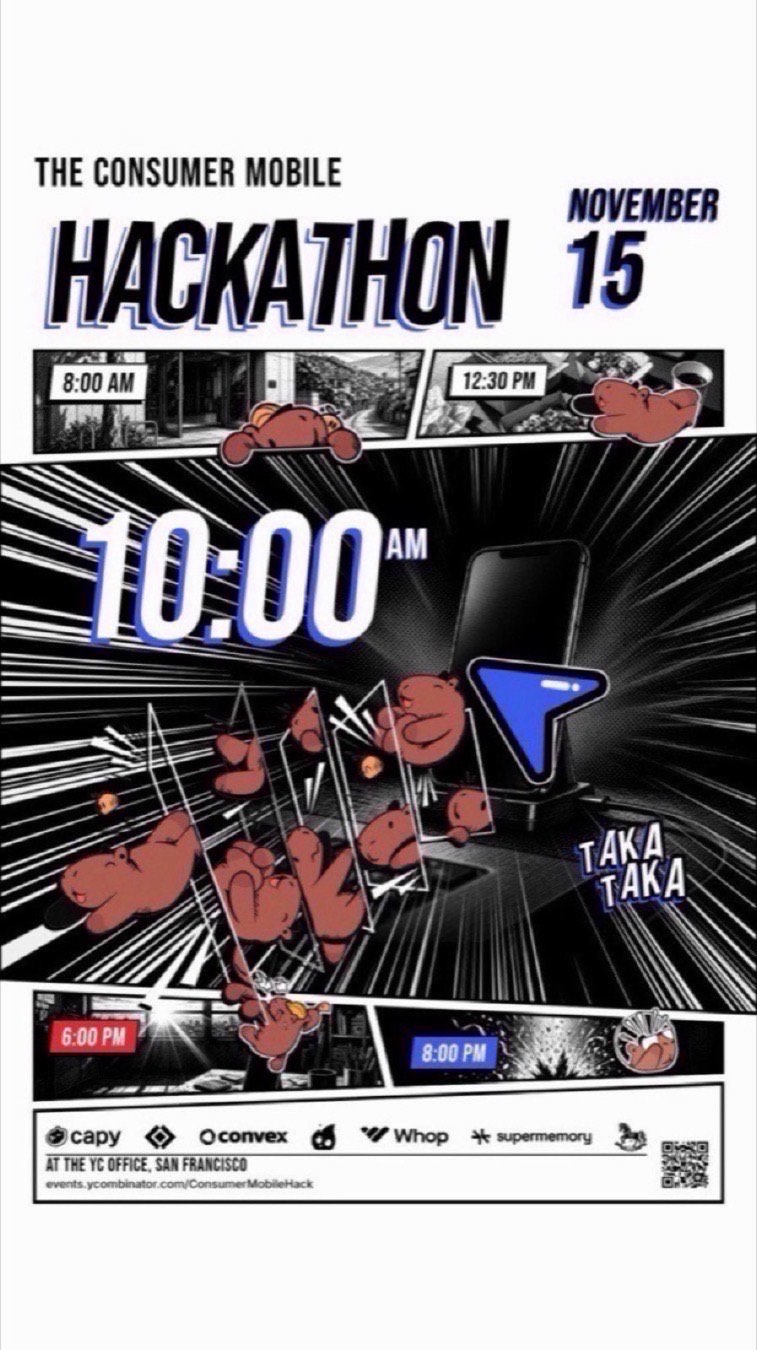 THE CONSUMER MOBILE
HACKATHON
NOVEMBER
15
8:00 AM
12:30 PM
10:00 AM
TAKA
TAKA
6:00 PM
8:00 PM
capy
convex
Whop
supermemory
AT THE YC OFFICE, SAN FRANCISCO
events.ycombinator.com/ConsumerMobileHack